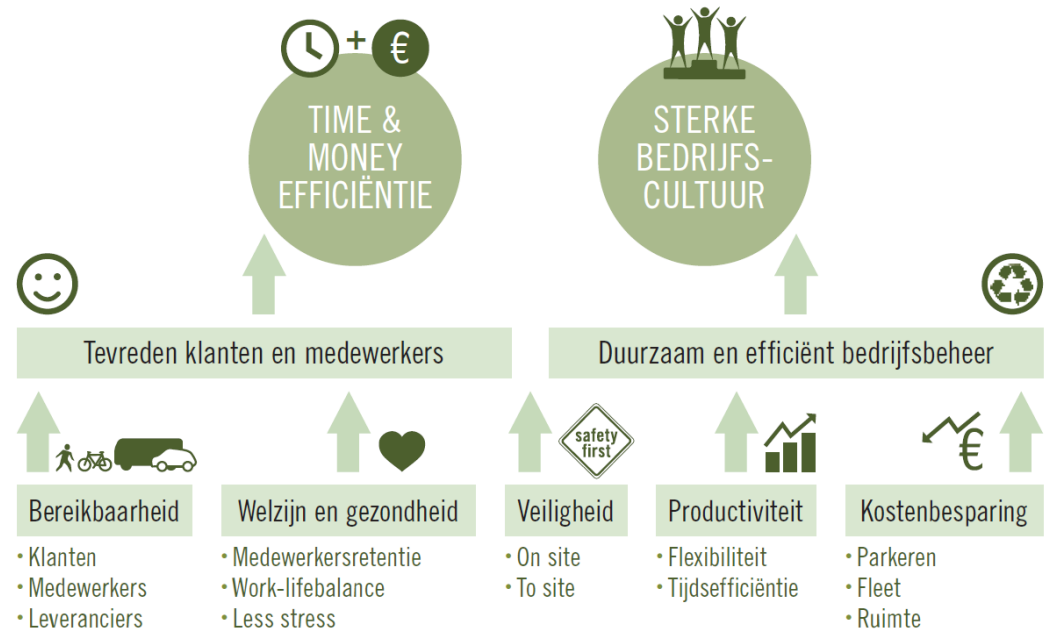 + €
TIME &
MONEY
EFFICIËNTIE
STERKE
BEDRIJFS-
CULTUUR
Tevreden klanten en medewerkers
Duurzaam en efficiënt bedrijfsbeheer
safety
first
€
Bereikbaarheid
• Klanten
• Medewerkers
• Leveranciers
Welzijn en gezondheid
• Medewerkersretentie
• Work-lifebalance
• Less stress
Veiligheid
• On site
• To site
Productiviteit
• Flexibiliteit
• Tijdsefficiëntie
Kostenbesparing
• Parkeren
• Fleet
• Ruimte